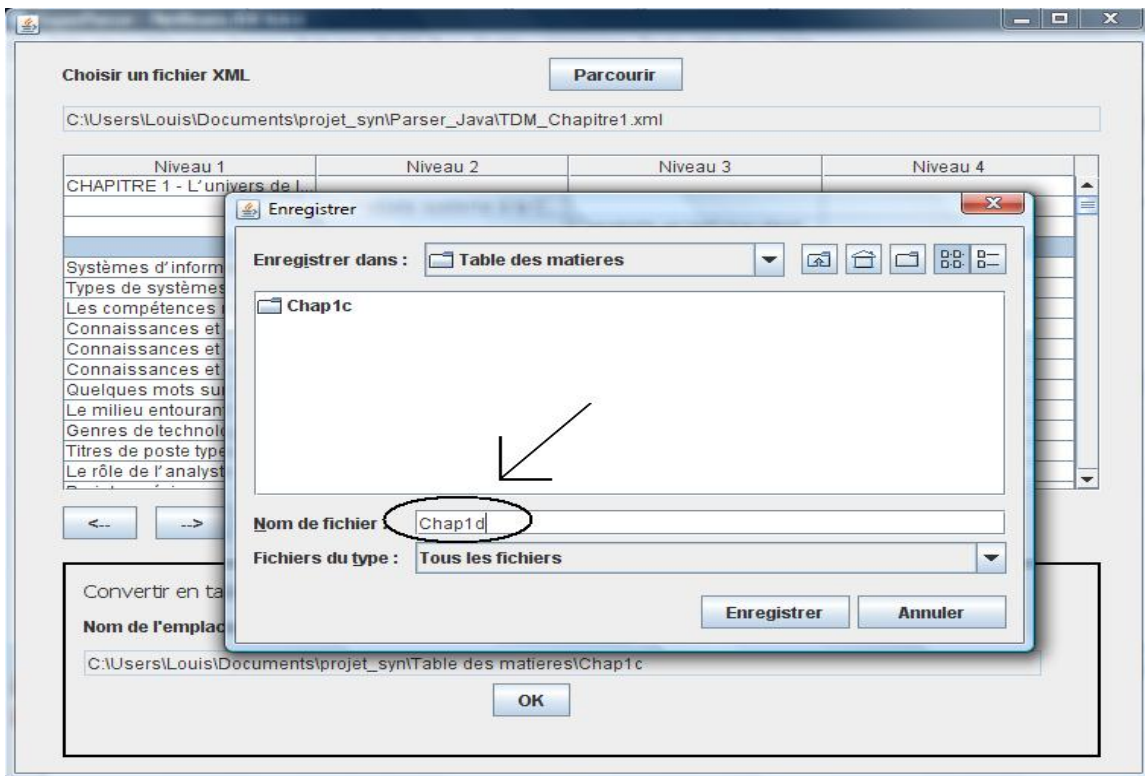 Choisir un fichier XML
Parcourir
C:\Users\Louis\Documents\projet_syn\Parser_Java\TDM_Chapitre1.xml
Niveau 1 Niveau 2 Niveau 3 Niveau 4
CHAPITRE 1 - L'univers de l...
Enregistrer
Enregistrer dans : Table des matieres
Systèmes d'inform
Types de systèmes
Chap1c
Les compétences
Connaissances et
Connaissances et
Connaissances et
Quelques mots sur
Le milieu entourant
Genres de technolo
Titres de poste type
Le rôle de l'analyst
<-- -->
Nom de fichier : Chap1d
Fichiers du type : Tous les fichiers
Enregistrer Annuler
Convertir en ta
Nom de l'emplac
C:\Users\Louis\Documents\projet_syn\Table des matieres\Chap1c
OK